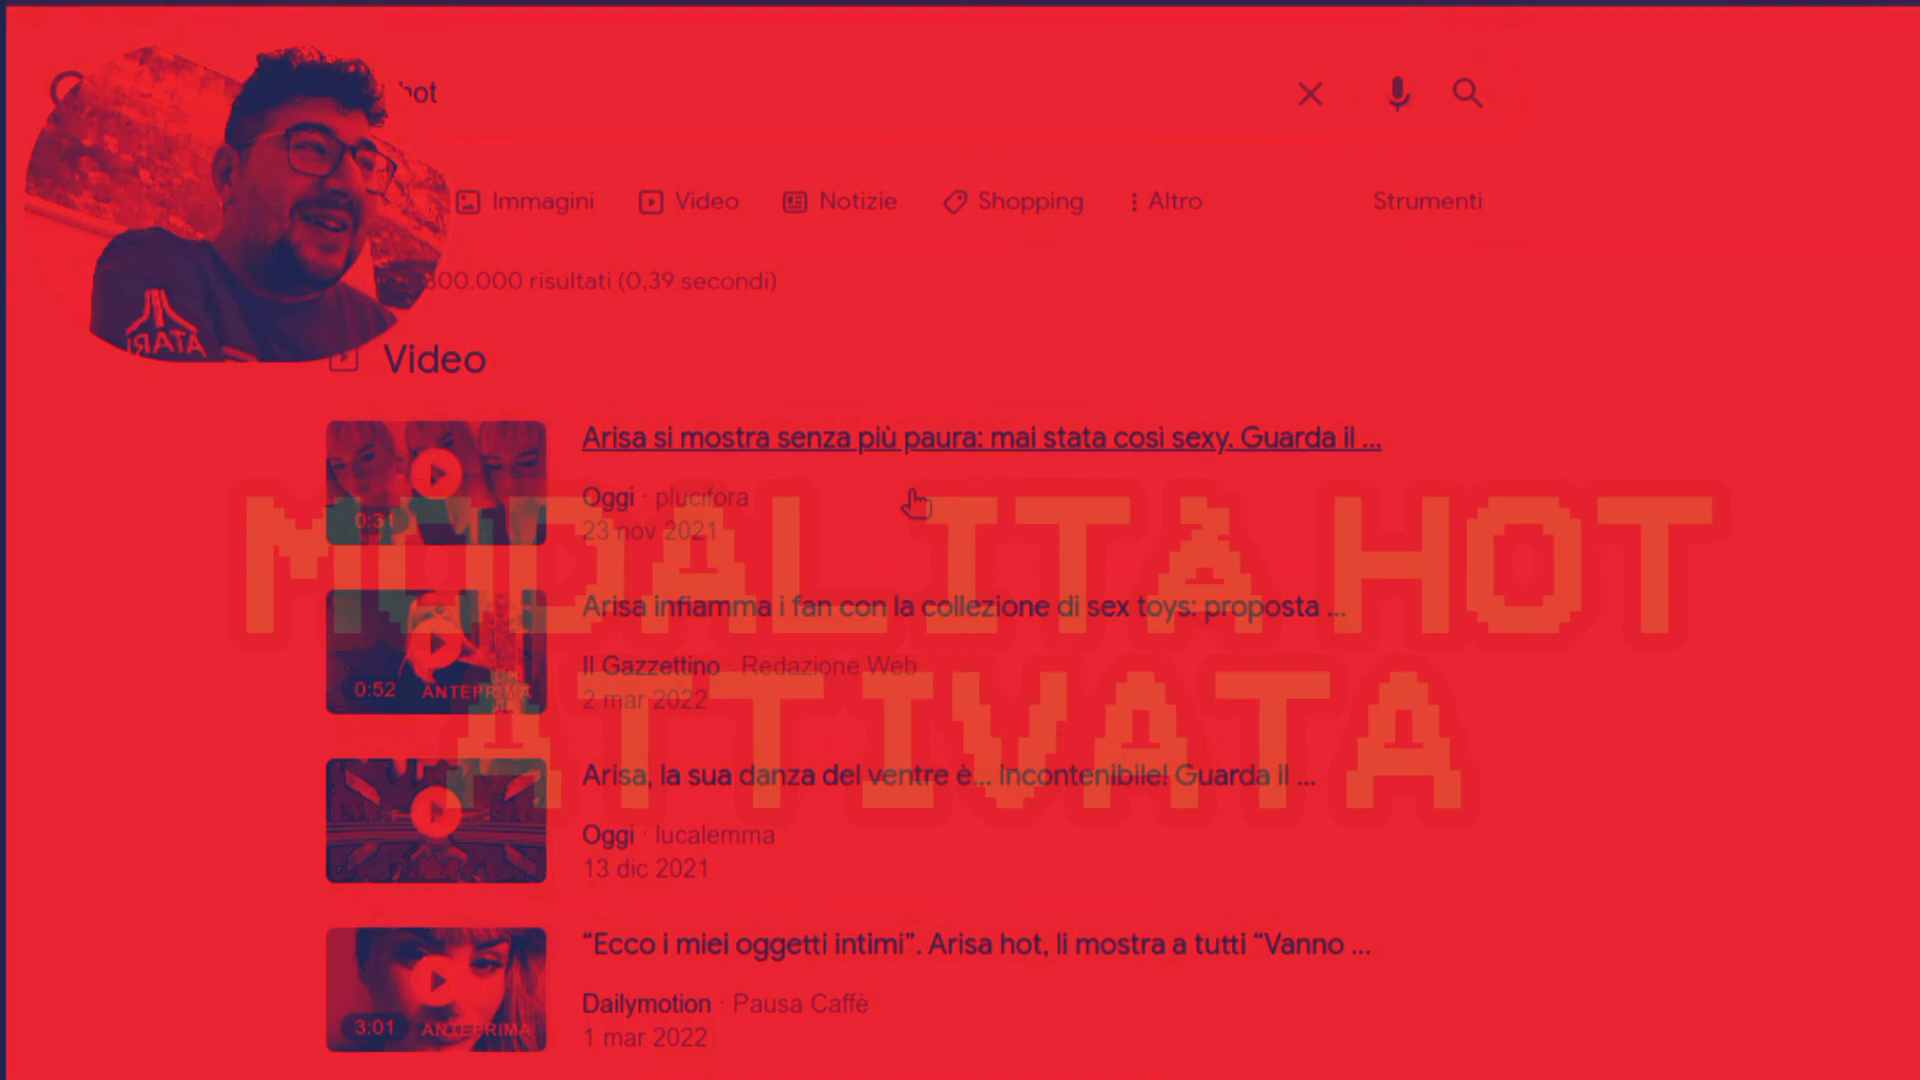 hot
Immagini Video Notizie Shopping Altro Strumenti
00.000 risultati (0,39 secondi)
ATARI
Video
Arisa si mostra senza più paura: mai stata così sexy. Guarda il ...
0:31
Oggi · plucifora
23 nov 2021
MODALITÀ HOT
Arisa infiamma i fan con la collezione di sex toys: proposta ...
Il Gazzettino · Redazione Web
0:52 ANTEPRIMA
2 mar 2022
ATTIVATA
Arisa, la sua danza del ventre è... incontenibile! Guarda il ...
Oggi · lucalemma
13 dic 2021
“Ecco i miei oggetti intimi”. Arisa hot, li mostra a tutti “Vanno ...
Dailymotion · Pausa Caffè
3:01 ANTEPRIMA
1 mar 2022